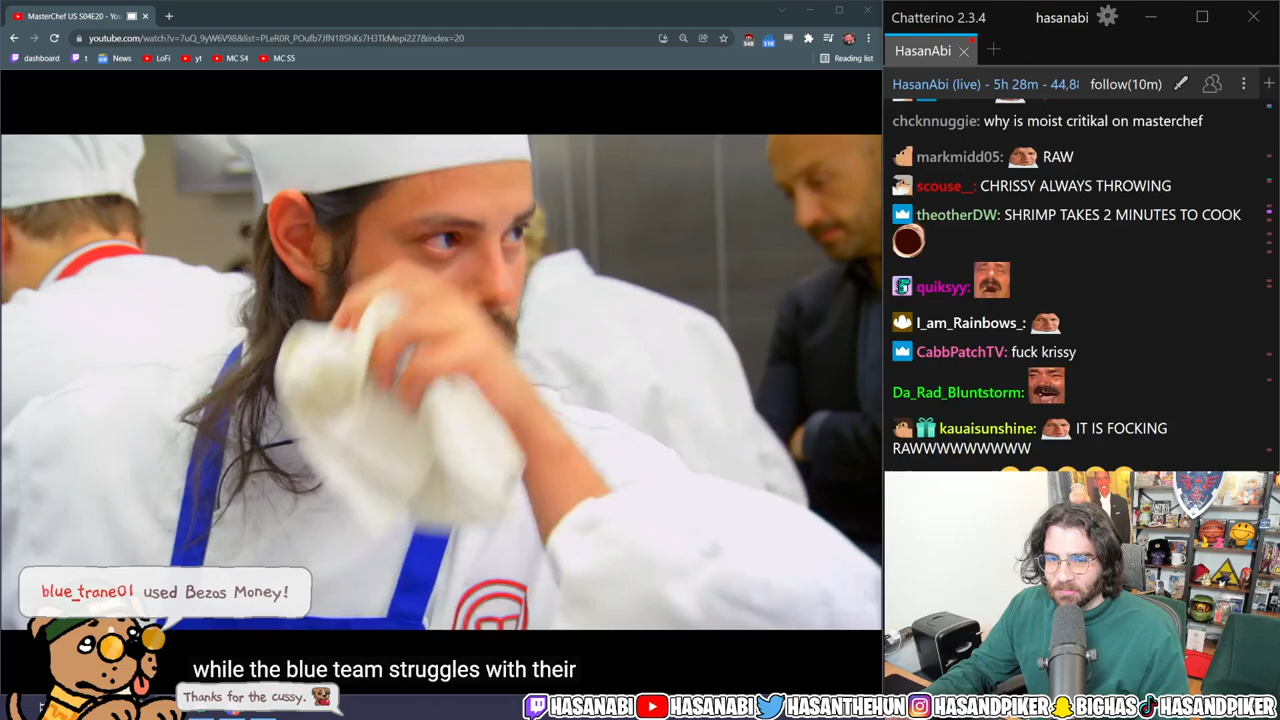 MasterChef US S04E20 - You
youtube.com/watch?v=7uQ_9yW6V98&list=PLeR0R_POufb7JfN18ShKs7H3TkMepi227&index=20
548
110
dashboard
t
News
LoFi
yt
MC S4
MC S5
Reading list
Chatterino 2.3.4
hasanabi
HasanAbi
HasanAbi (live) - 5h 28m - 44,8
follow(10m)
chcknnuggie: why is moist critikal on masterchef
markmidd05: RAW
scouse__: CHRISSY ALWAYS THROWING
theotherDW: SHRIMP TAKES 2 MINUTES TO COOK
quiksyy:
I_am_Rainbows_:
CabbPatchTV: fuck krissy
Da_Rad_Bluntstorm:
kauaisunshine: IT IS FOCKING
RAWWWWWWWWW
blue_trane01 used Bezos Money!
while the blue team struggles with their
Thanks for the cussy.
HASANABI HASANABI HASANTHEHUN HASANDPIKER BIGHAS HASANDPIKER